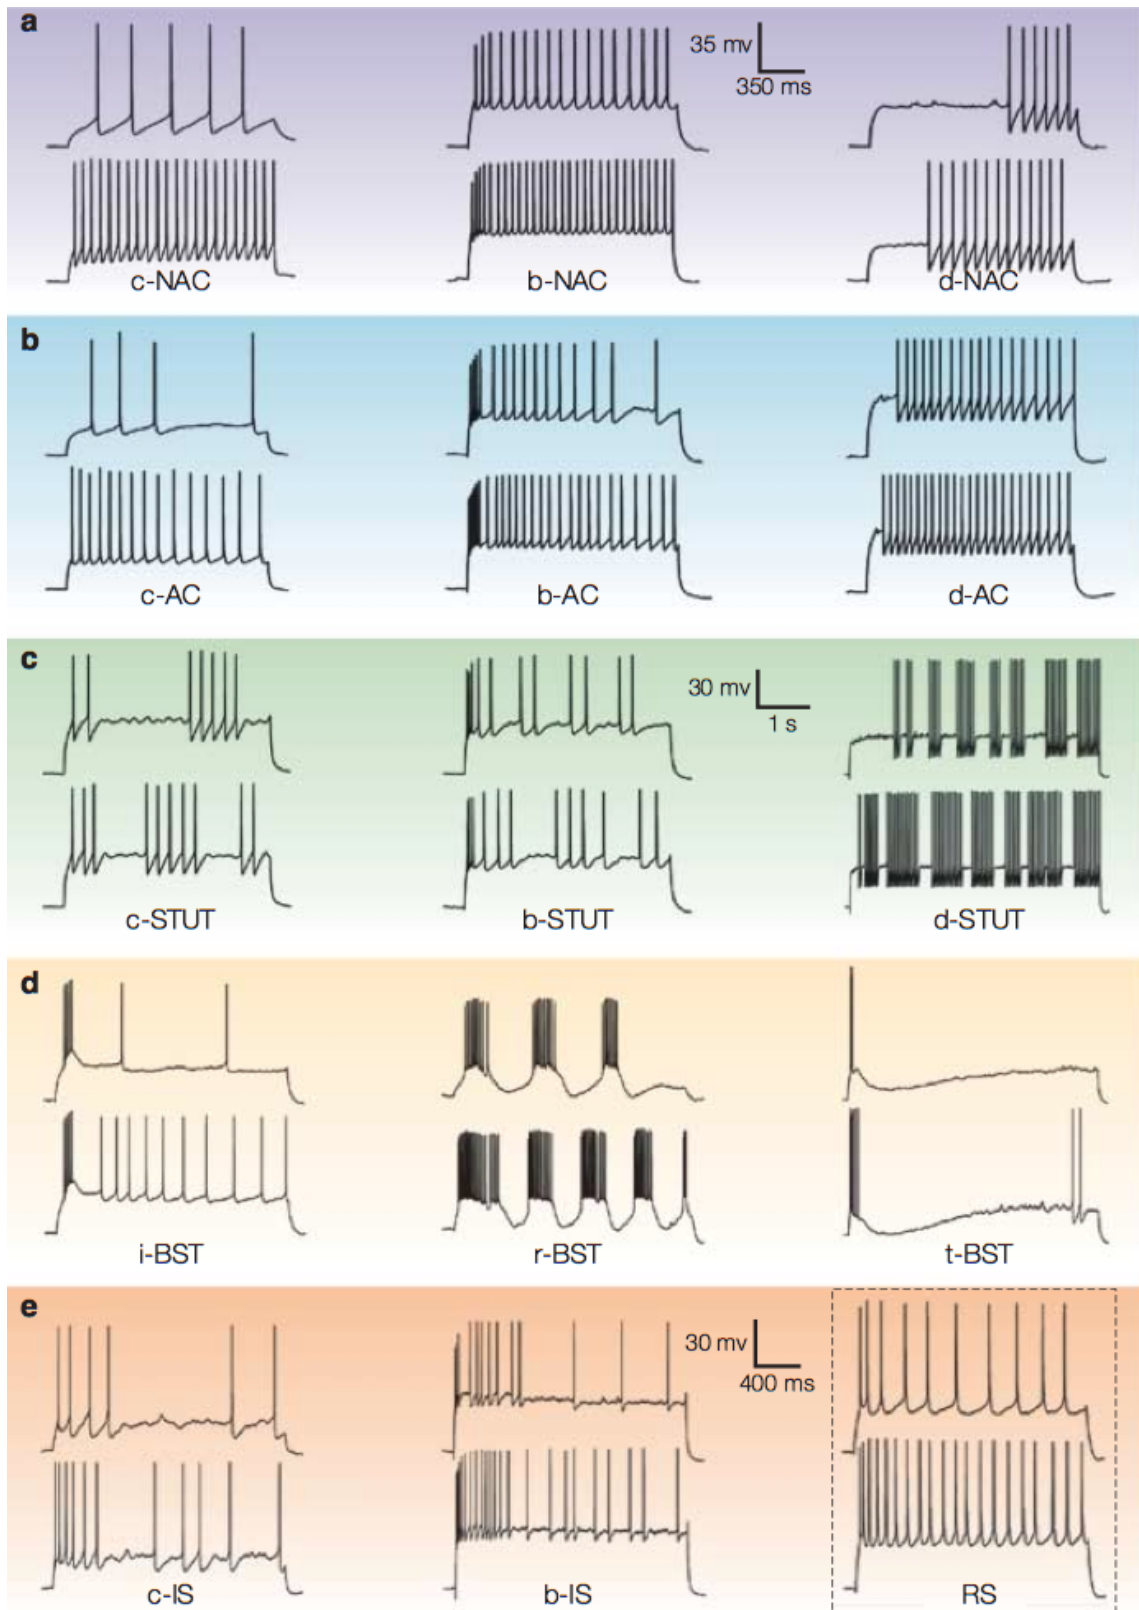 a
35 mv
350 ms
c-NAC
b-NAC
d-NAC
b
c-AC
b-AC
d-AC
c
30 mv
1 s
c-STUT
b-STUT
d-STUT
d
i-BST
r-BST
t-BST
e
30 mv
400 ms
c-IS
b-IS
RS